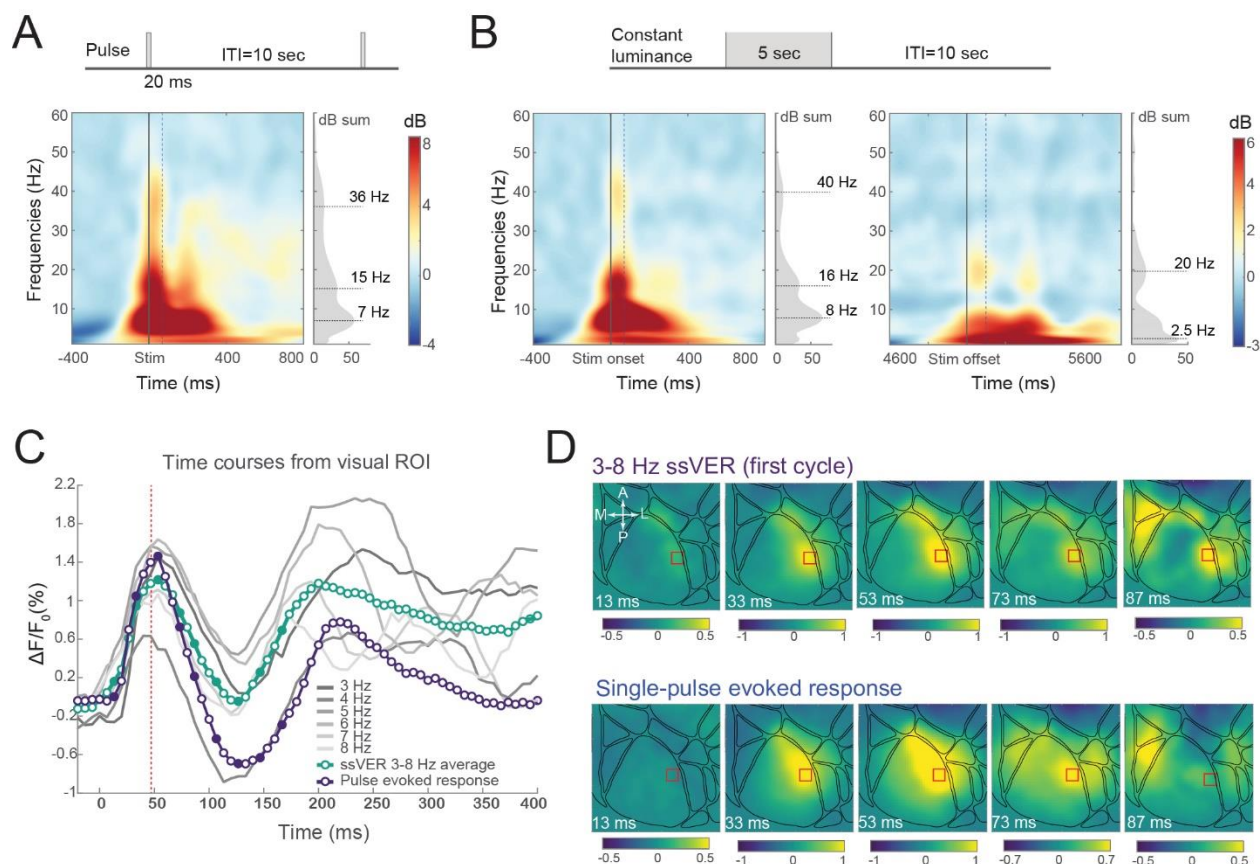 A
Pulse
ITI=10 sec
20 ms
60
50
40
30
20
10
Frequencies (Hz)
-400
Stim
400
800
Time (ms)
dB sum
36 Hz
15 Hz
7 Hz
0
50
dB
8
4
0
-4
B
Constant
luminance
5 sec
ITI=10 sec
60
50
40
30
20
10
Frequencies (Hz)
-400
Stim onset
400
800
Time (ms)
dB sum
40 Hz
16 Hz
8 Hz
0
50
60
50
40
30
20
10
4600
Stim offset
5600
Time (ms)
dB sum
20 Hz
2.5 Hz
0
50
dB
6
4
2
0
-3
C
Time courses from visual ROI
2.2
1.8
1.4
1
0.6
0.2
-0.2
-0.6
-1
ΔF/F0(%)
0
50
100
150
200
250
300
350
400
Time (ms)
3 Hz
4 Hz
5 Hz
6 Hz
7 Hz
8 Hz
ssVER 3-8 Hz average
Pulse evoked response
D
3-8 Hz ssVER (first cycle)
A
M
L
P
13 ms
33 ms
53 ms
73 ms
87 ms
-0.5 0 0.5
-1 0 1
-1 0 1
-1 0 1
-0.5 0 0.5
Single-pulse evoked response
13 ms
33 ms
53 ms
73 ms
87 ms
-0.5 0 0.5
-1 0 1
-1 0 1
-0.7 0 0.7